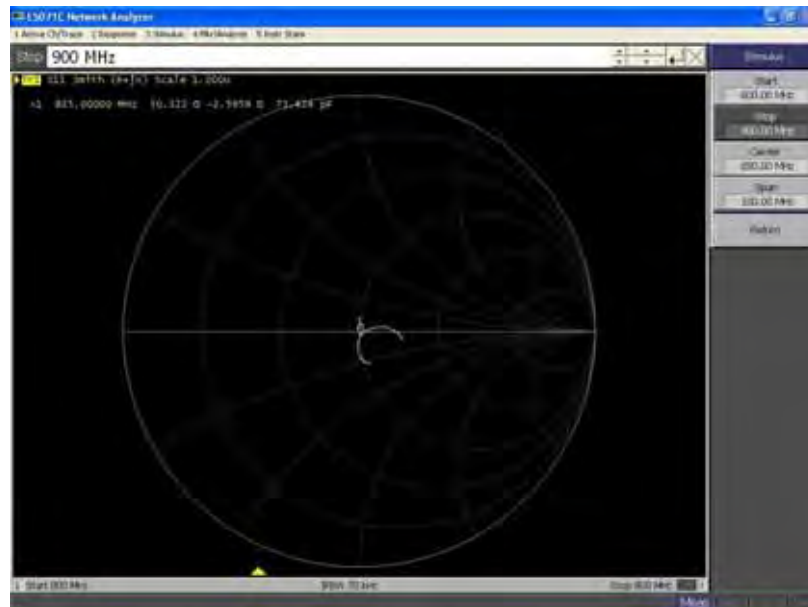 E5071C Network Analyzer
1 Active Ch/Trace 2 Response 3 Stimulus 4 Mkr/Analysis 5 Instr State
Stop 900 MHz
Tr1 S11 Smith (R+jX) Scale 1.000U
>1 835.00000 MHz
Stimulus
Start
800.00 MHz
Stop
900.00 MHz
Center
850.00 MHz
Span
100.00 MHz
Return
1 Start 800 MHz
IFBW 70 kHz
Stop 900 MHz